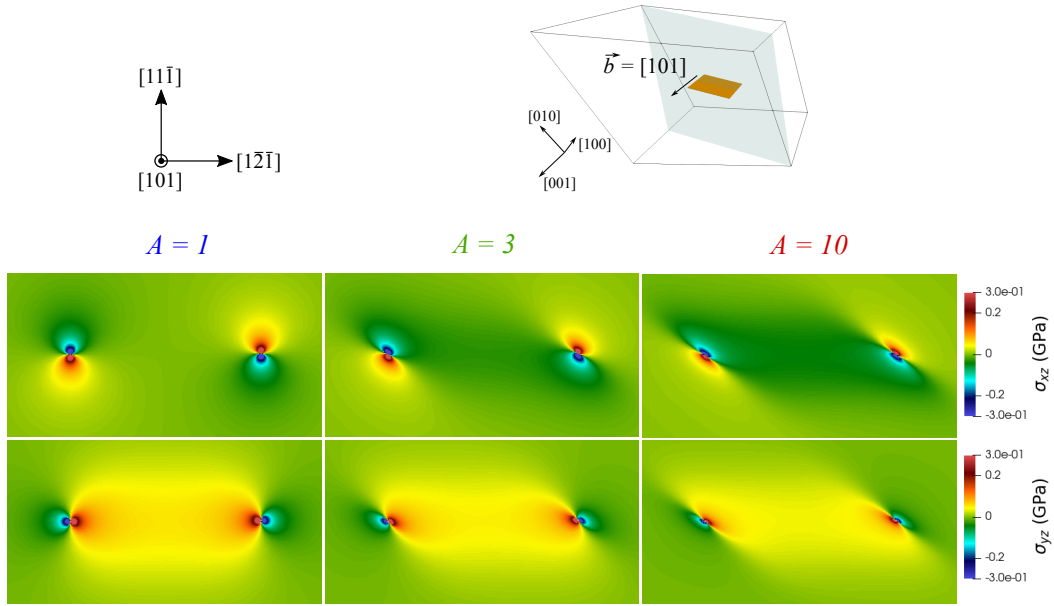 [11̄1̄]
[12̄1̄]
[101]
b⃗ = [101]
[010]
[100]
[001]
A = 1
A = 3
A = 10
3.0e-01
0.2
0
-0.2
-3.0e-01
σxz (GPa)
3.0e-01
0.2
0
-0.2
-3.0e-01
σyz (GPa)